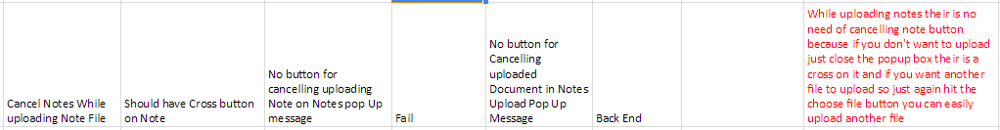 Cancel Notes While
uploading Note File
Should have Cross button
on Note
No button for
cancelling uploading
Note on Notes pop Up
message
Fail
No button for
Cancelling
uploaded
Document in Notes
Upload Pop Up
Message
Back End
While uploading notes their is no
need of cancelling note button
because if you don't want to upload
just close the popup box their is a
cross on it and if you want another
file to upload so just again hit the
choose file button you can easily
upload another file